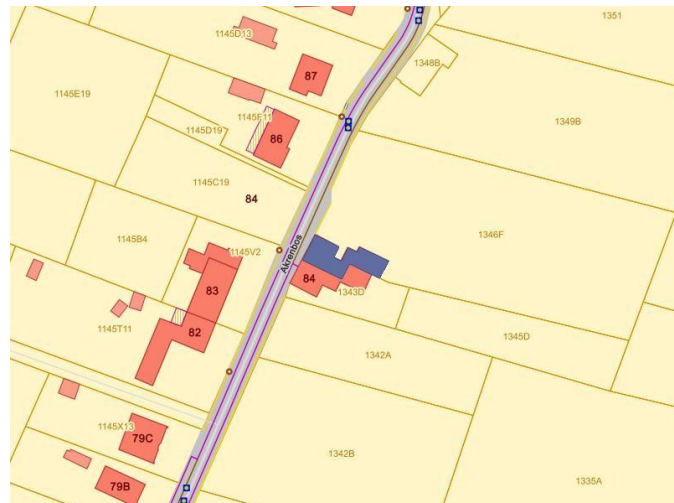 1351
1145D13
1348B
87
1145E19
1145F11
1349B
86
1145D19
1145C19
84
1346F
1145B4
1145V2
Akrenbos
83
84
1343D
82
1145T11
1345D
1342A
1145X13
79C
1342B
79B
1335A